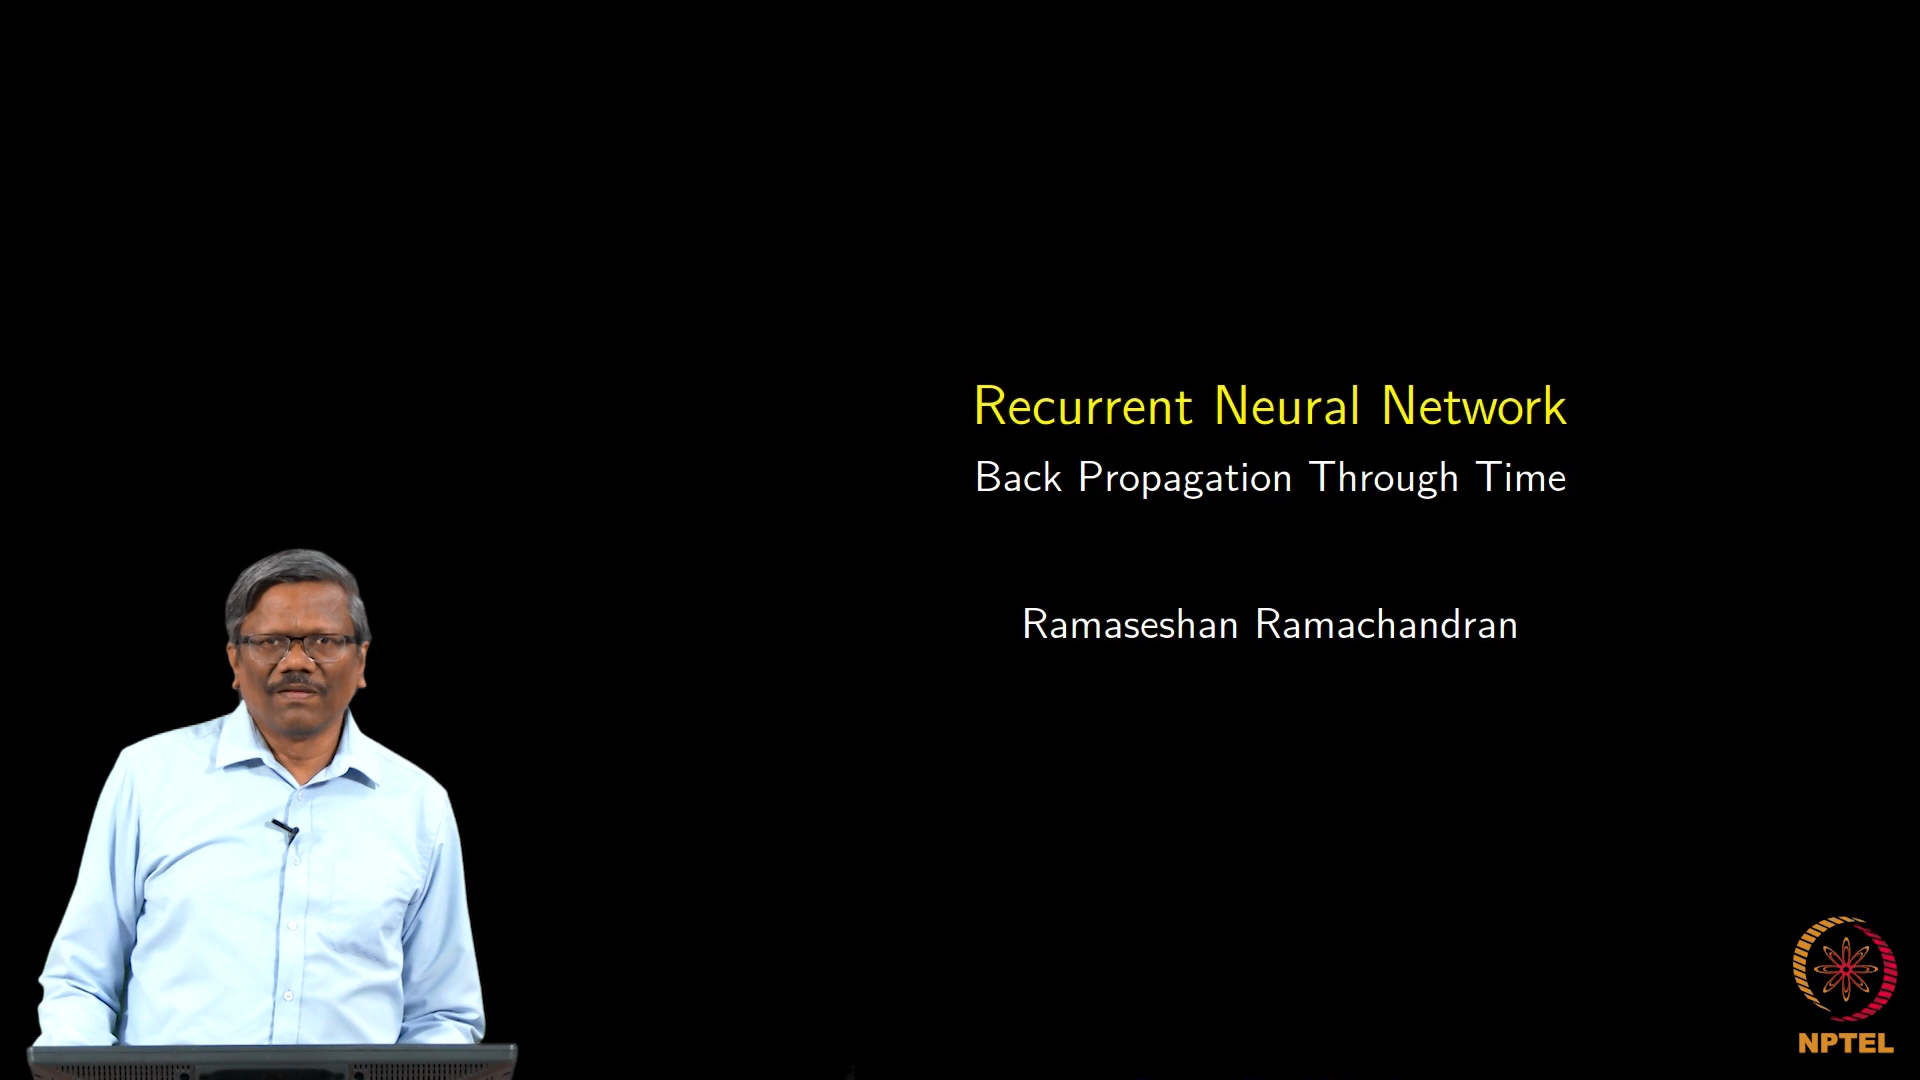 Recurrent Neural Network
Back Propagation Through Time
Ramaseshan Ramachandran
NPTEL